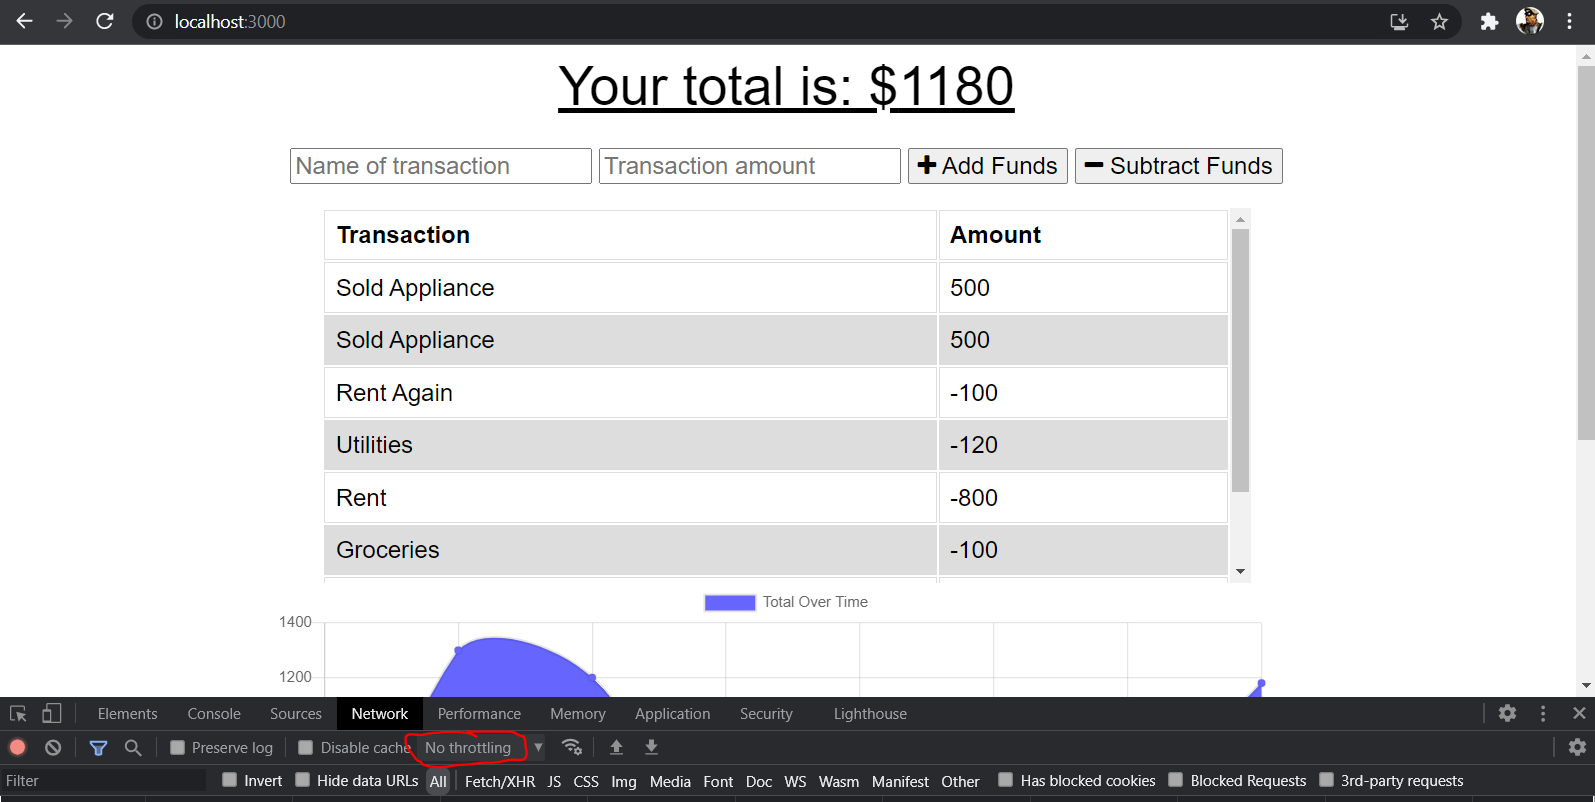 localhost:3000
Your total is: $1180
Name of transaction Transaction amount Add Funds Subtract Funds
Transaction Amount
Sold Appliance 500
Sold Appliance 500
Rent Again -100
Utilities -120
Rent -800
Groceries -100
Total Over Time
1400
1200
Elements Console Sources Network Performance Memory Application Security Lighthouse
Preserve log Disable cache No throttling
Filter Invert Hide data URLs All Fetch/XHR JS CSS Img Media Font Doc WS Wasm Manifest Other Has blocked cookies Blocked Requests 3rd-party requests